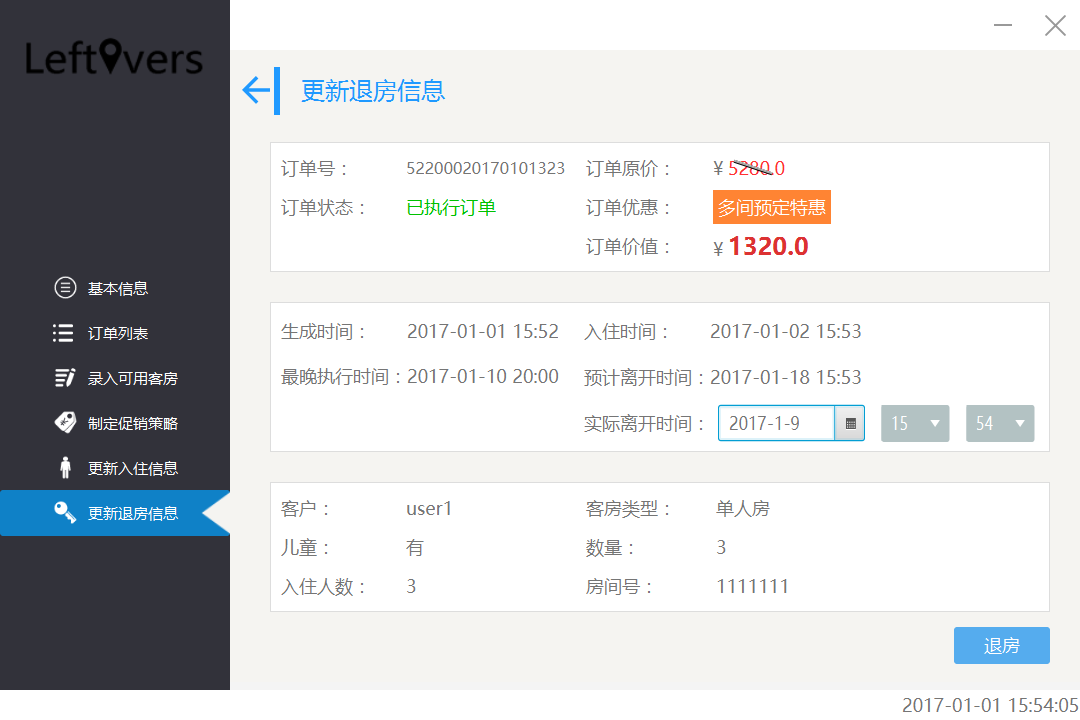 Leftovers
更新退房信息
订单号： 52200020170101323 订单原价： ¥ 5280.0
订单状态： 已执行订单 订单优惠： 多间预定特惠
订单价值： ¥ 1320.0
基本信息
订单列表
录入可用客房
制定促销策略
更新入住信息
更新退房信息
生成时间： 2017-01-01 15:52 入住时间： 2017-01-02 15:53
最晚执行时间：2017-01-10 20:00 预计离开时间：2017-01-18 15:53
实际离开时间： 2017-1-9 15 54
客户： user1 客房类型： 单人房
儿童： 有 数量： 3
入住人数： 3 房间号： 1111111
退房
2017-01-01 15:54:05